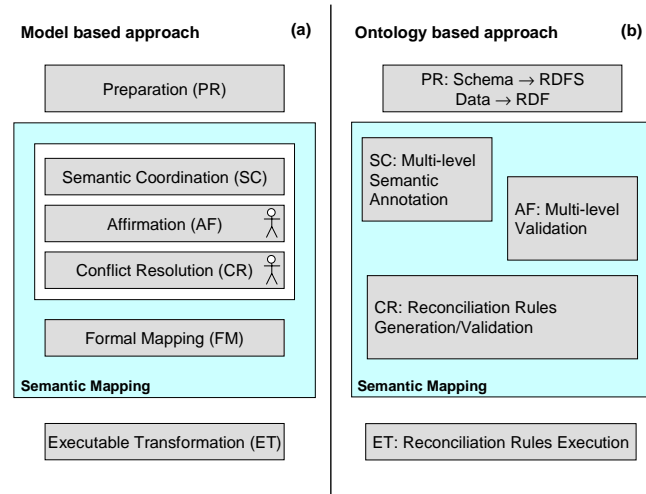 Model based approach (a)
Preparation (PR)
Semantic Coordination (SC)
Affirmation (AF)
Conflict Resolution (CR)
Formal Mapping (FM)
Semantic Mapping
Executable Transformation (ET)
Ontology based approach (b)
PR: Schema → RDFS
Data → RDF
SC: Multi-level
Semantic
Annotation
AF: Multi-level
Validation
CR: Reconciliation Rules
Generation/Validation
Semantic Mapping
ET: Reconciliation Rules Execution